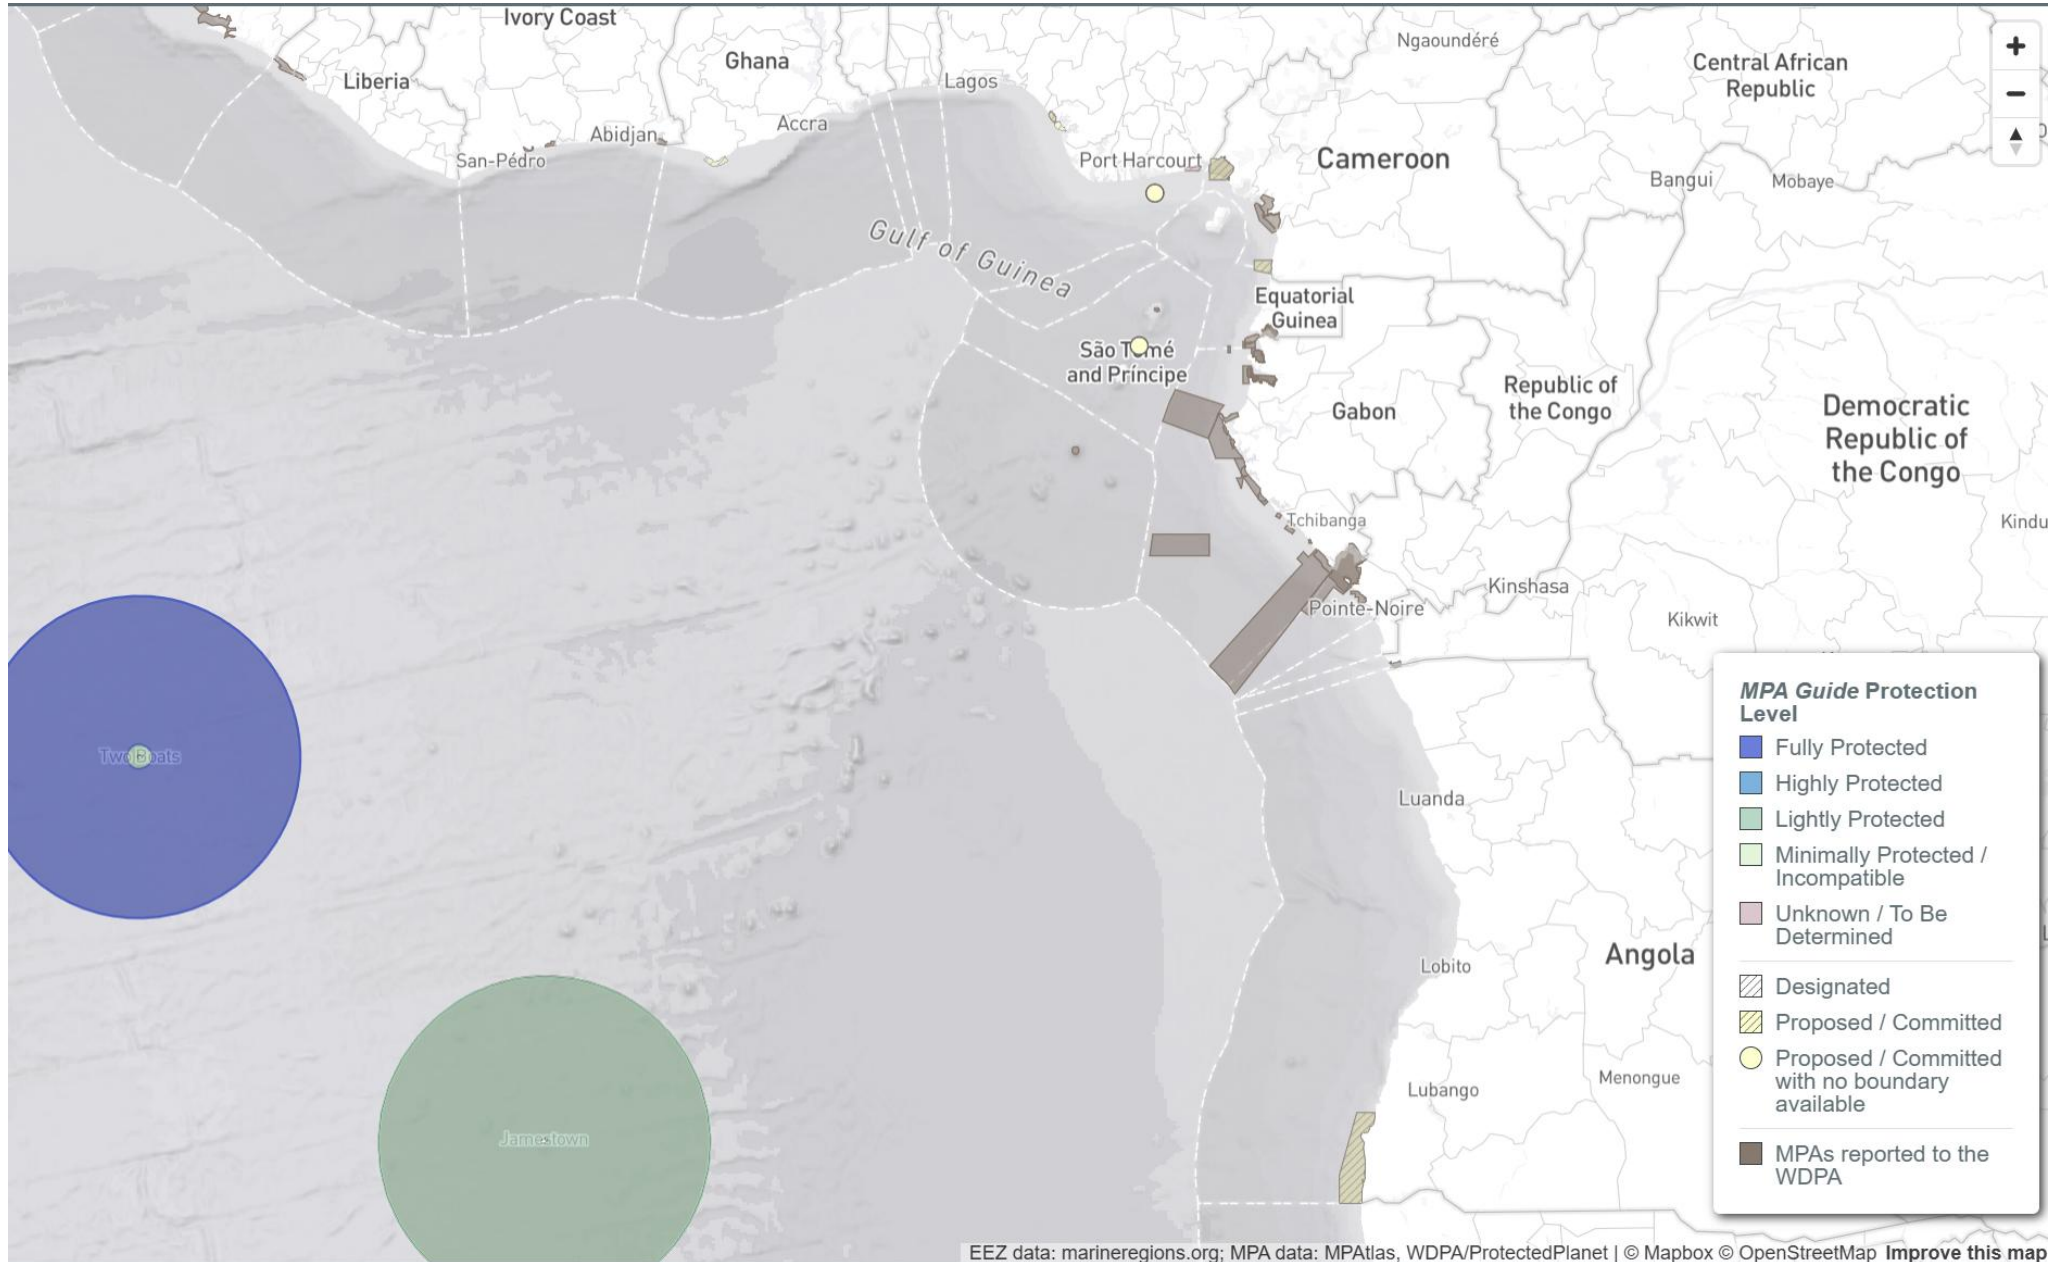 Ivory Coast
Ghana
Liberia
Lagos
Ngaoundéré
Central African
Republic
Abidjan
Accra
San-Pédro
Port Harcourt
Cameroon
Bangui
Mobaye
Gulf of Guinea
Equatorial
Guinea
São Tomé
and Príncipe
Gabon
Republic of
the Congo
Democratic
Republic of
the Congo
Tchibanga
Kindu
Kinshasa
Pointe-Noire
Kikwit
Two Boats
Luanda
Lobito
Angola
Jamestown
Lubango
Menongue
MPA Guide Protection
Level
Fully Protected
Highly Protected
Lightly Protected
Minimally Protected /
Incompatible
Unknown / To Be
Determined
Designated
Proposed / Committed
Proposed / Committed
with no boundary
available
MPAs reported to the
WDPA
EEZ data: marineregions.org; MPA data: MPAtlas, WDPA/ProtectedPlanet | © Mapbox © OpenStreetMap Improve this map